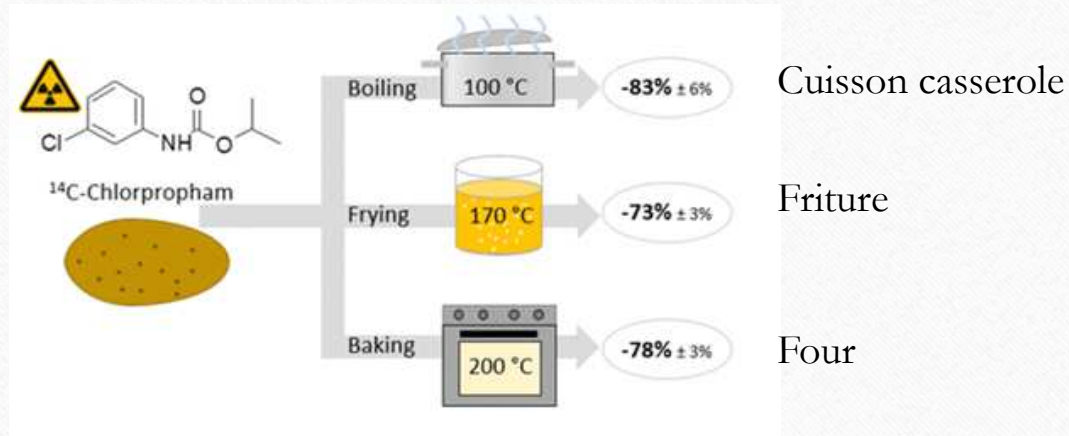 Boiling
100 °C
-83% ± 6%
Cuisson casserole
Cl
NH
O
O
¹⁴C-Chlorpropham
Frying
170 °C
-73% ± 3%
Friture
Baking
200 °C
-78% ± 3%
Four